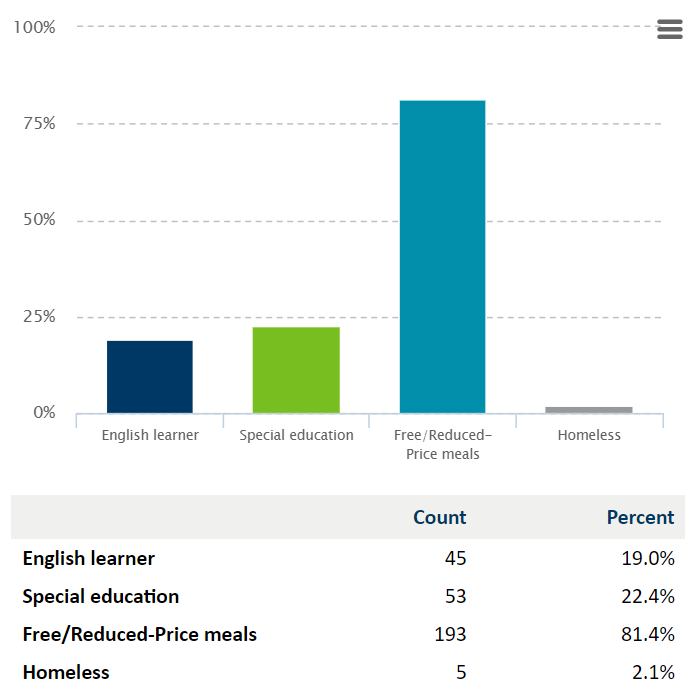 100%
75%
50%
25%
0%
English learner
Special education
Free/Reduced-
Price meals
Homeless
Count Percent
English learner 45 19.0%
Special education 53 22.4%
Free/Reduced-Price meals 193 81.4%
Homeless 5 2.1%